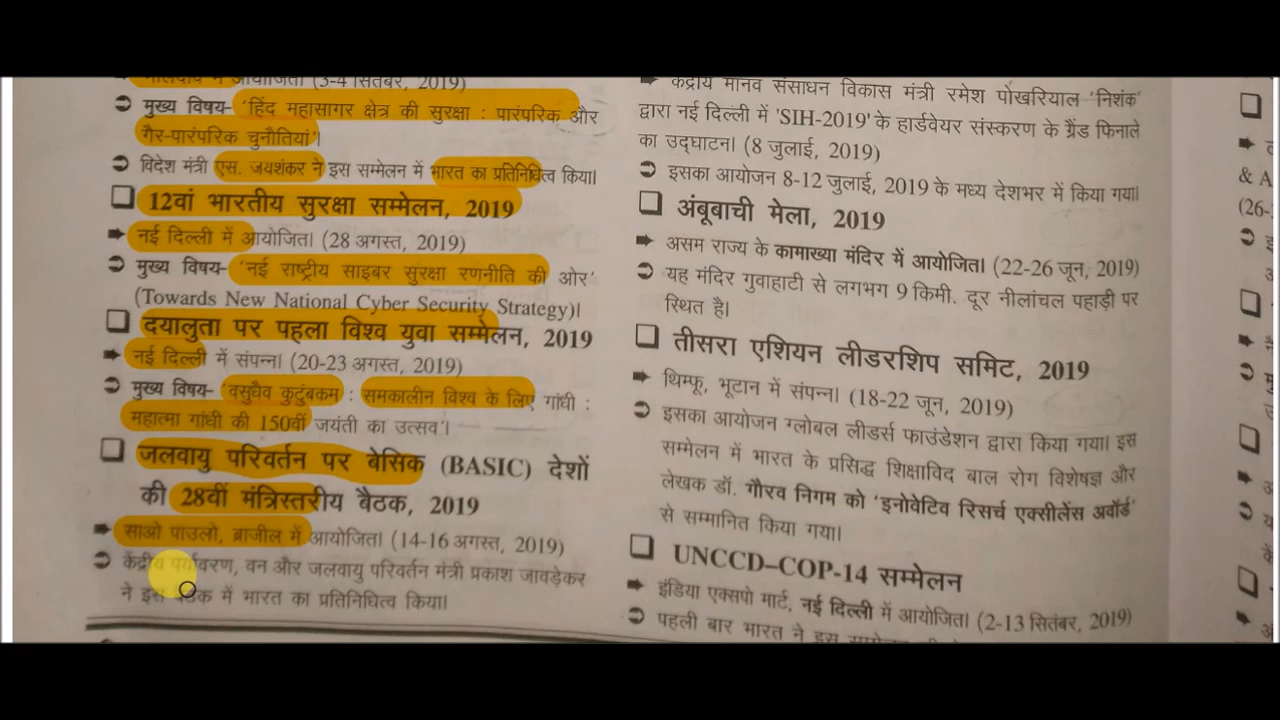 मालदीव में आयोजित। (3-4 सितंबर, 2019)
मुख्य विषय- 'हिंद महासागर क्षेत्र की सुरक्षा : पारंपरिक और
गैर-पारंपरिक चुनौतियां'।
विदेश मंत्री एस. जयशंकर ने इस सम्मेलन में भारत का प्रतिनिधित्व किया।
12वां भारतीय सुरक्षा सम्मेलन, 2019
नई दिल्ली में आयोजित। (28 अगस्त, 2019)
मुख्य विषय- 'नई राष्ट्रीय साइबर सुरक्षा रणनीति की ओर'
(Towards New National Cyber Security Strategy)।
दयालुता पर पहला विश्व युवा सम्मेलन, 2019
नई दिल्ली में संपन्न। (20-23 अगस्त, 2019)
मुख्य विषय- 'वसुधैव कुटुंबकम : समकालीन विश्व के लिए गांधी :
महात्मा गांधी की 150वीं जयंती का उत्सव'।
जलवायु परिवर्तन पर बेसिक (BASIC) देशों
की 28वीं मंत्रिस्तरीय बैठक, 2019
साओ पाउलो, ब्राजील में आयोजित। (14-16 अगस्त, 2019)
केंद्रीय पर्यावरण, वन और जलवायु परिवर्तन मंत्री प्रकाश जावड़ेकर
ने इस बैठक में भारत का प्रतिनिधित्व किया।
केंद्रीय मानव संसाधन विकास मंत्री रमेश पोखरियाल 'निशंक'
द्वारा नई दिल्ली में 'SIH-2019' के हार्डवेयर संस्करण के ग्रैंड फिनाले
का उद्घाटन। (8 जुलाई, 2019)
इसका आयोजन 8-12 जुलाई, 2019 के मध्य देशभर में किया गया।
अंबूबाची मेला, 2019
असम राज्य के कामाख्या मंदिर में आयोजित। (22-26 जून, 2019)
यह मंदिर गुवाहाटी से लगभग 9 किमी. दूर नीलांचल पहाड़ी पर
स्थित है।
तीसरा एशियन लीडरशिप समिट, 2019
थिम्फू, भूटान में संपन्न। (18-22 जून, 2019)
इसका आयोजन ग्लोबल लीडर्स फाउंडेशन द्वारा किया गया। इस
सम्मेलन में भारत के प्रसिद्ध शिक्षाविद बाल रोग विशेषज्ञ और
लेखक डॉ. गौरव निगम को 'इनोवेटिव रिसर्च एक्सीलेंस अवॉर्ड'
से सम्मानित किया गया।
UNCCD–COP-14 सम्मेलन
इंडिया एक्सपो मार्ट, नई दिल्ली में आयोजित। (2-13 सितंबर, 2019)
पहली बार भारत ने इस
& A
(26-